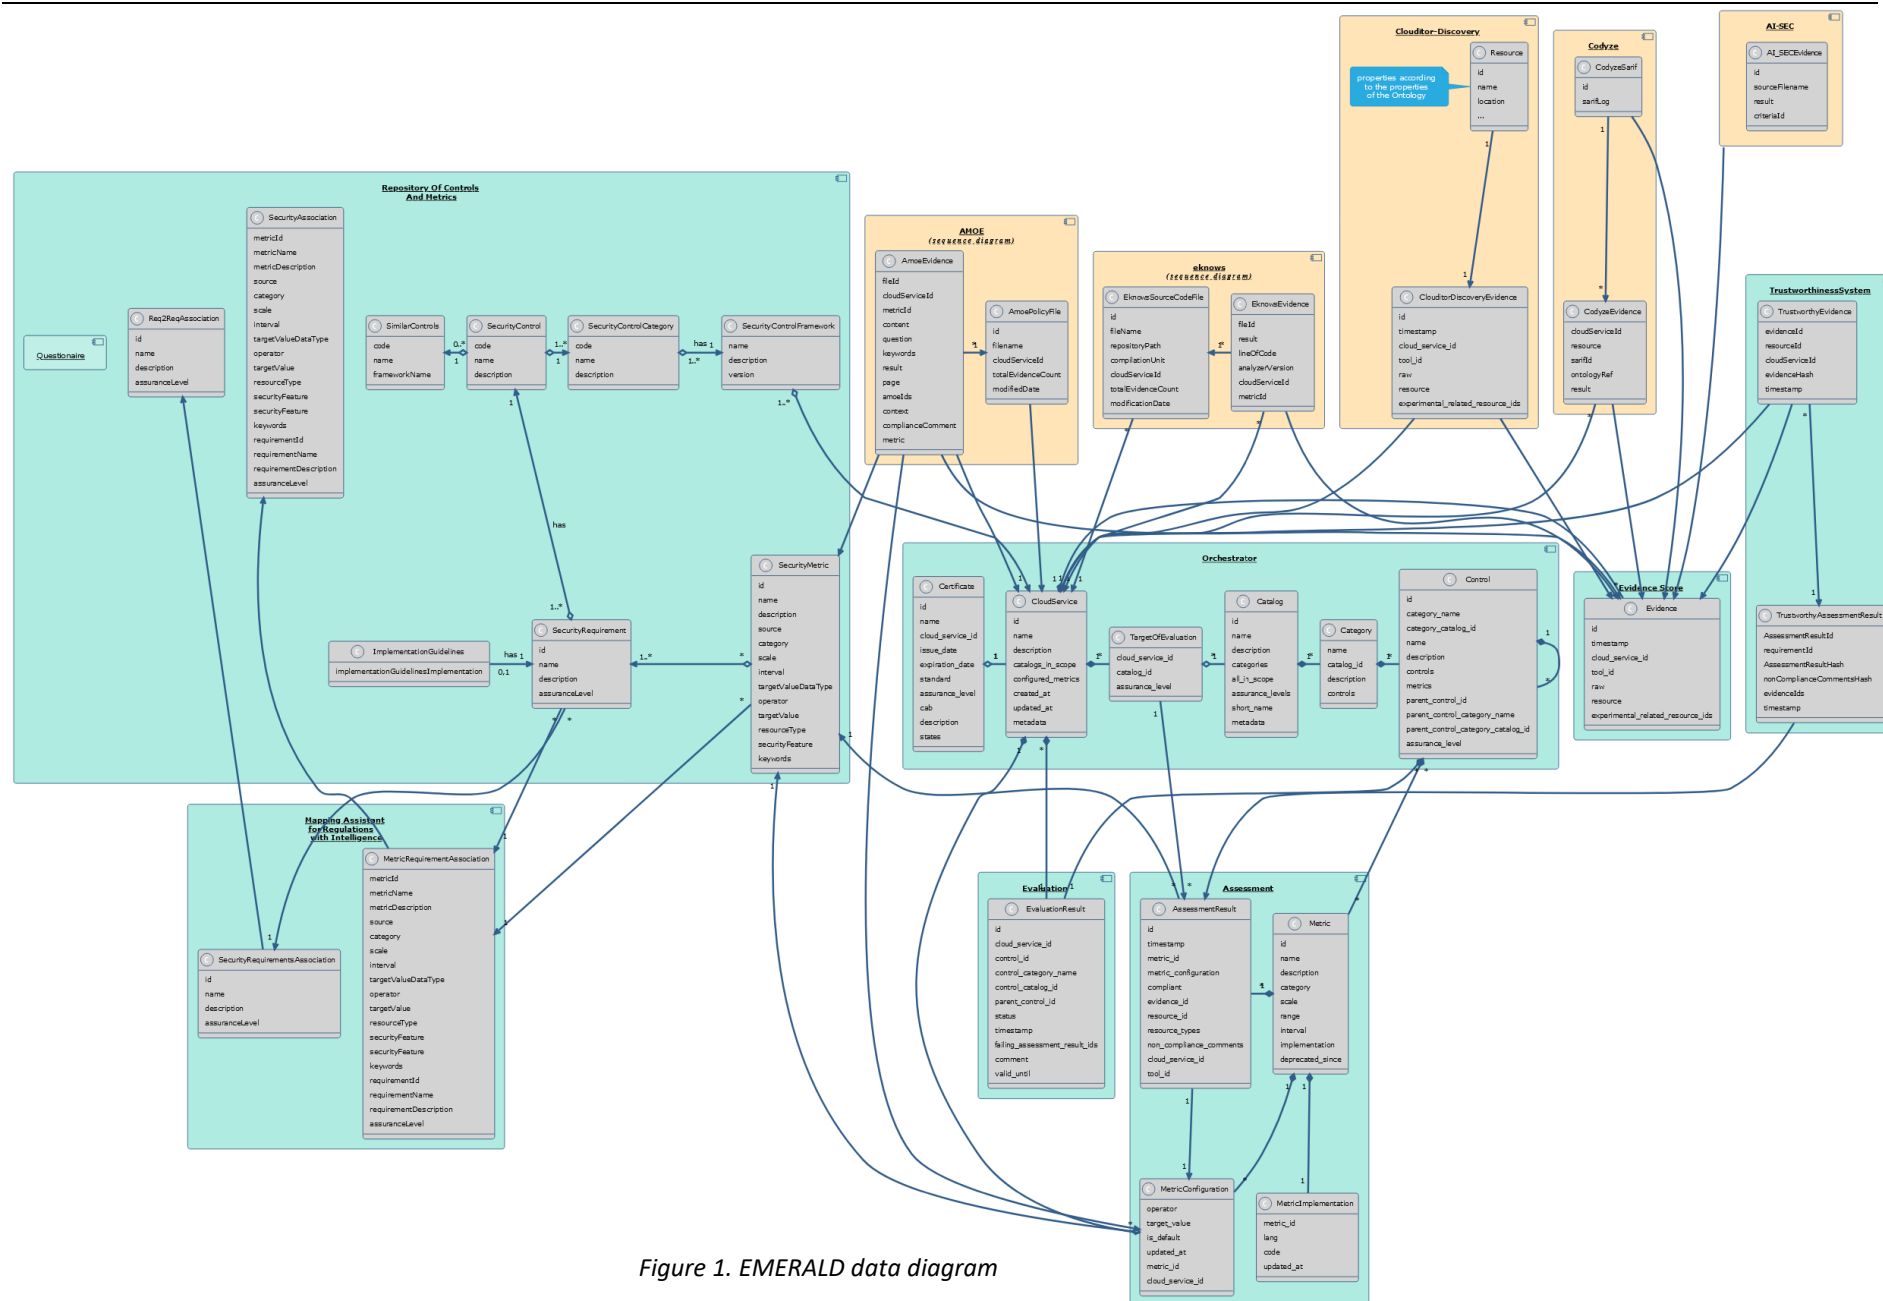 Clouditor-Discovery
Resource
id
name
location
...
properties according
to the properties
of the Ontology
ClouditorDiscoveryEvidence
id
timestamp
cloud_service_id
tool_id
raw
resource
experimental_related_resource_ids
Codyze
CodyzeSarif
id
sarifLog
CodyzeEvidence
cloudServiceId
resource
sarifId
ontologyRef
result
AI-SEC
AI_SECEvidence
id
sourceFilename
result
criteriaId
Repository Of Controls
And Metrics
Questionaire
Req2ReqAssociation
id
name
description
assuranceLevel
SecurityAssociation
metricId
metricName
metricDescription
source
category
scale
interval
targetValueDataType
operator
targetValue
resourceType
securityFeature
securityFeature
keywords
requirementId
requirementName
requirementDescription
assuranceLevel
SimilarControls
code
name
frameworkName
0..*
1
SecurityControl
code
name
description
1..*
1
SecurityControlCategory
code
name
description
has 1
1..*
SecurityControlFramework
name
description
version
1..*
1
has
1..*
ImplementationGuidelines
implementationGuidelinesImplementation
has 1
0,1
SecurityRequirement
id
name
description
assuranceLevel
1..*
*
SecurityMetric
id
name
description
source
category
scale
interval
targetValueDataType
operator
targetValue
resourceType
securityFeature
keywords
AMOE
(sequence diagram)
AmoeEvidence
fileId
cloudServiceId
metricId
content
question
keywords
result
page
amoeIds
context
complianceComment
metric
AmoePolicyFile
id
filename
cloudServiceId
totalEvidenceCount
modifiedDate
eknows
(sequence diagram)
EknowsSourceCodeFile
id
fileName
repositoryPath
compilationUnit
cloudServiceId
totalEvidenceCount
modificationDate
EknowsEvidence
fileId
result
lineOfCode
analyzerVersion
cloudServiceId
metricId
TrustworthinessSystem
TrustworthyEvidence
evidenceId
resourceId
cloudServiceId
evidenceHash
timestamp
TrustworthyAssessmentResult
AssessmentResultId
requirementId
AssessmentResultHash
nonComplianceCommentsHash
evidenceIds
timestamp
Orchestrator
Certificate
id
name
cloud_service_id
issue_date
expiration_date
standard
assurance_level
cab
description
states
CloudService
id
name
description
catalogs_in_scope
configured_metrics
created_at
updated_at
metadata
TargetOfEvaluation
cloud_service_id
catalog_id
assurance_level
Catalog
id
name
description
categories
all_in_scope
assurance_levels
short_name
metadata
Category
name
catalog_id
description
controls
Control
id
category_name
category_catalog_id
name
description
controls
metrics
parent_control_id
parent_control_category_name
parent_control_category_catalog_id
assurance_level
Evidence Store
Evidence
id
timestamp
cloud_service_id
tool_id
raw
resource
experimental_related_resource_ids
Mapping Assistant
for Regulations
with Intelligence
MetricRequirementAssociation
metricId
metricName
metricDescription
source
category
scale
interval
targetValueDataType
operator
targetValue
resourceType
securityFeature
securityFeature
keywords
requirementId
requirementName
requirementDescription
assuranceLevel
SecurityRequirementsAssociation
id
name
description
assuranceLevel
Evaluation
EvaluationResult
id
cloud_service_id
control_id
control_category_name
control_catalog_id
parent_control_id
status
timestamp
failing_assessment_result_ids
comment
valid_until
Assessment
AssessmentResult
id
timestamp
metric_id
metric_configuration
compliant
evidence_id
resource_id
resource_types
non_compliance_comments
cloud_service_id
tool_id
Metric
id
name
description
category
scale
range
interval
implementation
deprecated_since
MetricConfiguration
operator
target_value
is_default
updated_at
metric_id
cloud_service_id
MetricImplementation
metric_id
lang
code
updated_at
Figure 1. EMERALD data diagram